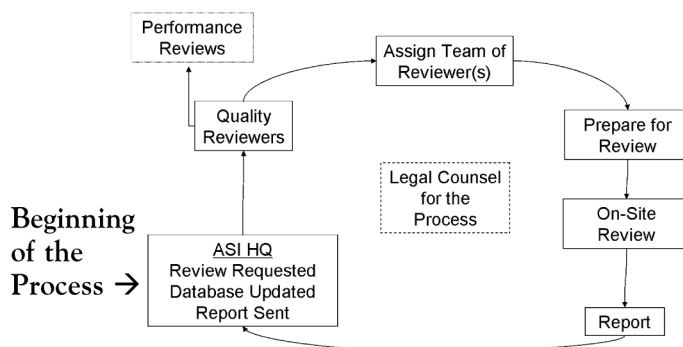 Performance
Reviews
Assign Team of
Reviewer(s)
Quality
Reviewers
Prepare for
Review
Legal Counsel
for the
Process
On-Site
Review
Beginning
of the
Process →
ASI HQ
Review Requested
Database Updated
Report Sent
Report